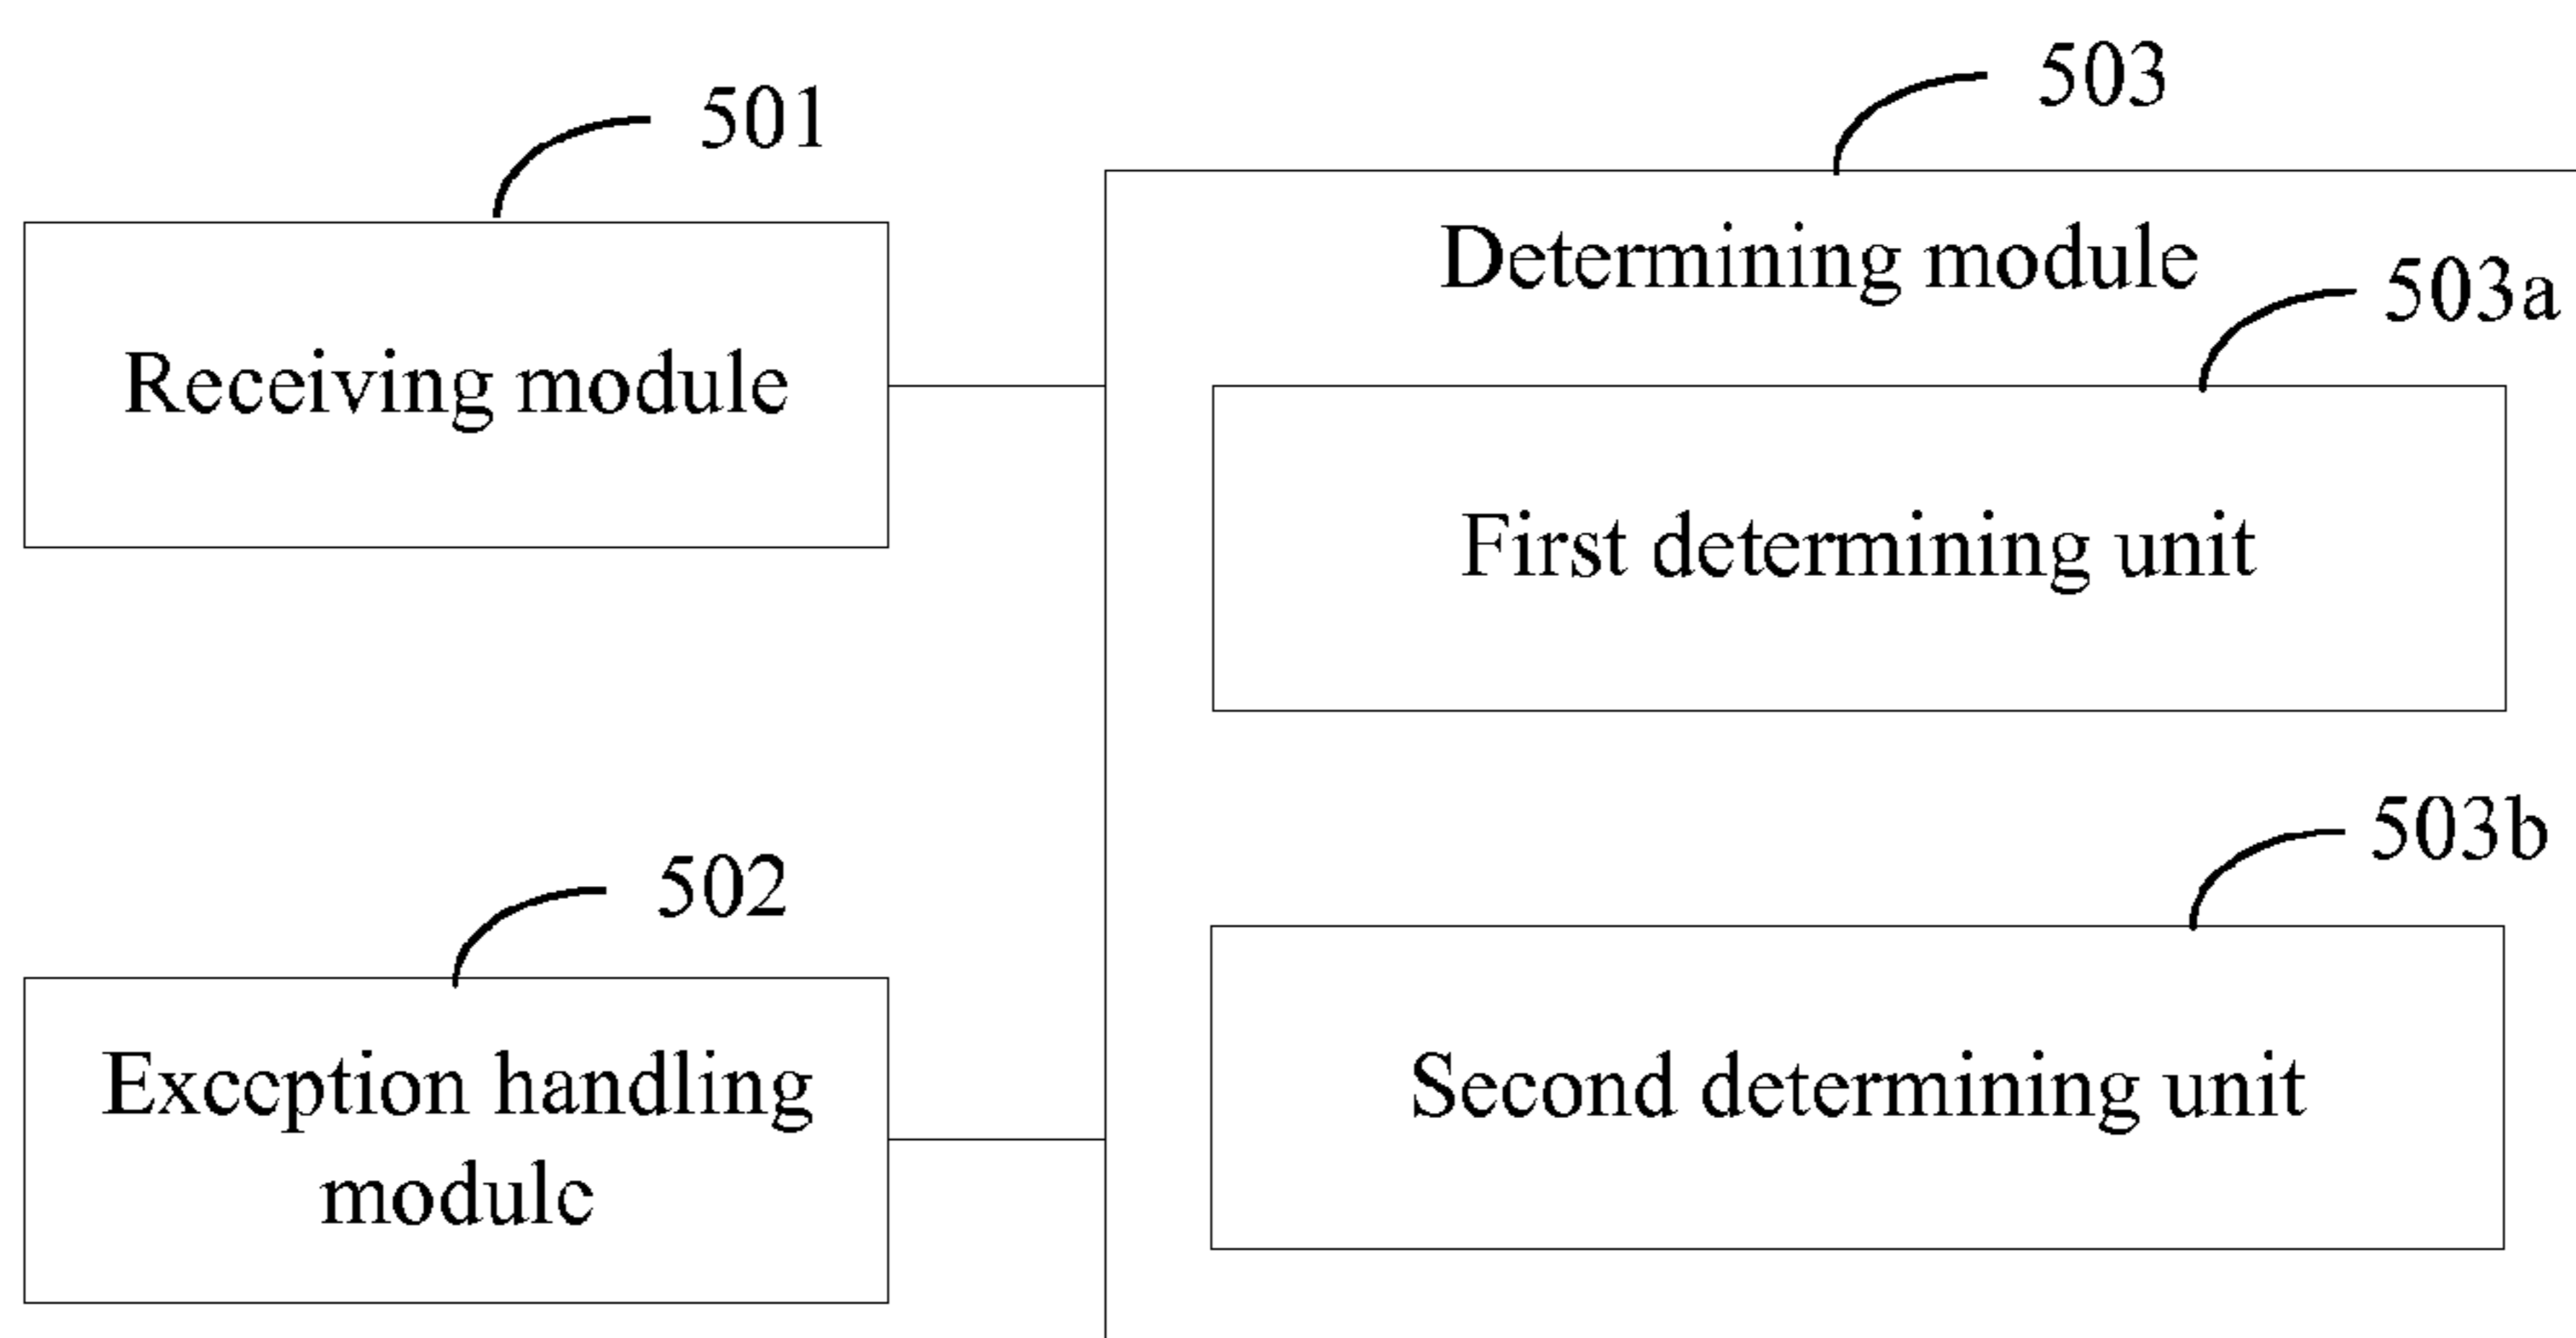 501
Receiving module
502
Exception handling
module
503
Determining module
503a
First determining unit
503b
Second determining unit